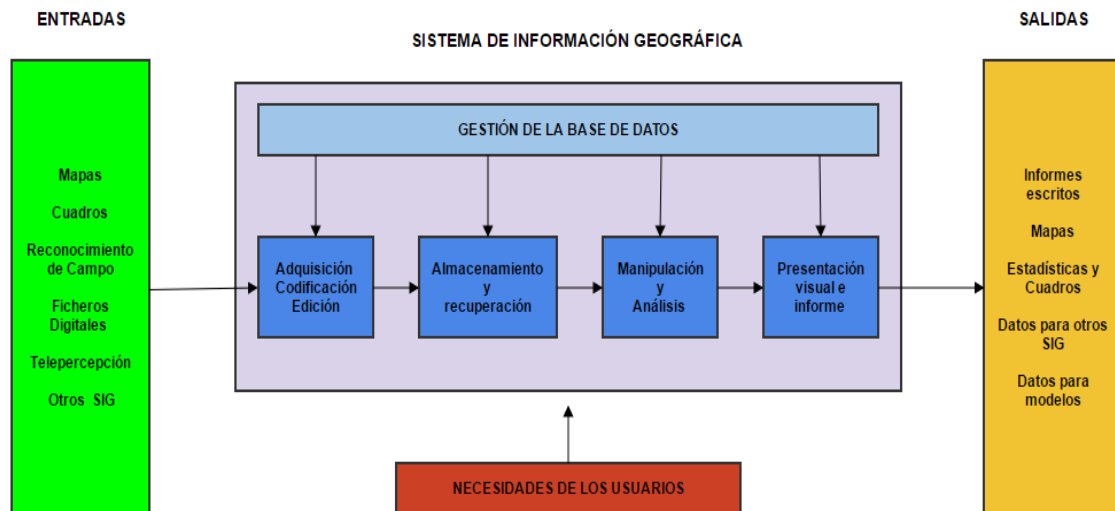 ENTRADAS
SALIDAS
SISTEMA DE INFORMACIÓN GEOGRÁFICA
GESTIÓN DE LA BASE DE DATOS
Mapas
Cuadros
Reconocimiento
de Campo
Ficheros
Digitales
Telepercepción
Otros SIG
Adquisición
Codificación
Edición
Almacenamiento
y
recuperación
Manipulación
y
Análisis
Presentación
visual e
informe
Informes
escritos
Mapas
Estadísticas y
Cuadros
Datos para otros
SIG
Datos para
modelos
NECESIDADES DE LOS USUARIOS